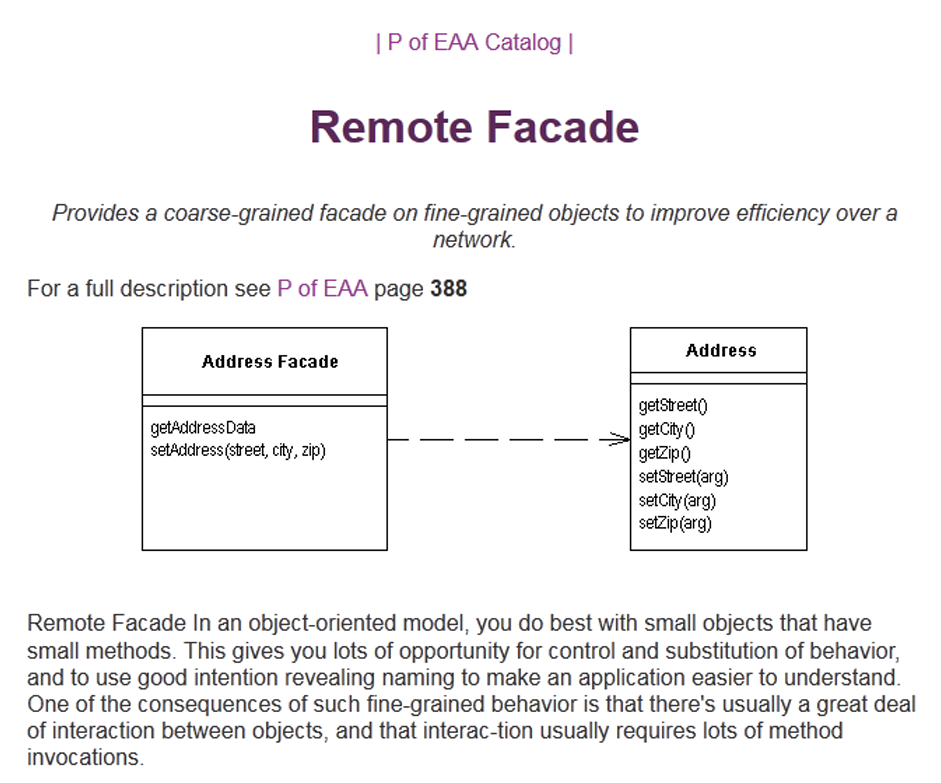 | P of EAA Catalog |
Remote Facade
Provides a coarse-grained facade on fine-grained objects to improve efficiency over a
network.
For a full description see P of EAA page 388
Address Facade
getAddressData
setAddress(street, city, zip)
Address
getStreet()
getCity()
getZip()
setStreet(arg)
setCity(arg)
setZip(arg)
Remote Facade In an object-oriented model, you do best with small objects that have
small methods. This gives you lots of opportunity for control and substitution of behavior,
and to use good intention revealing naming to make an application easier to understand.
One of the consequences of such fine-grained behavior is that there's usually a great deal
of interaction between objects, and that interac-tion usually requires lots of method
invocations.